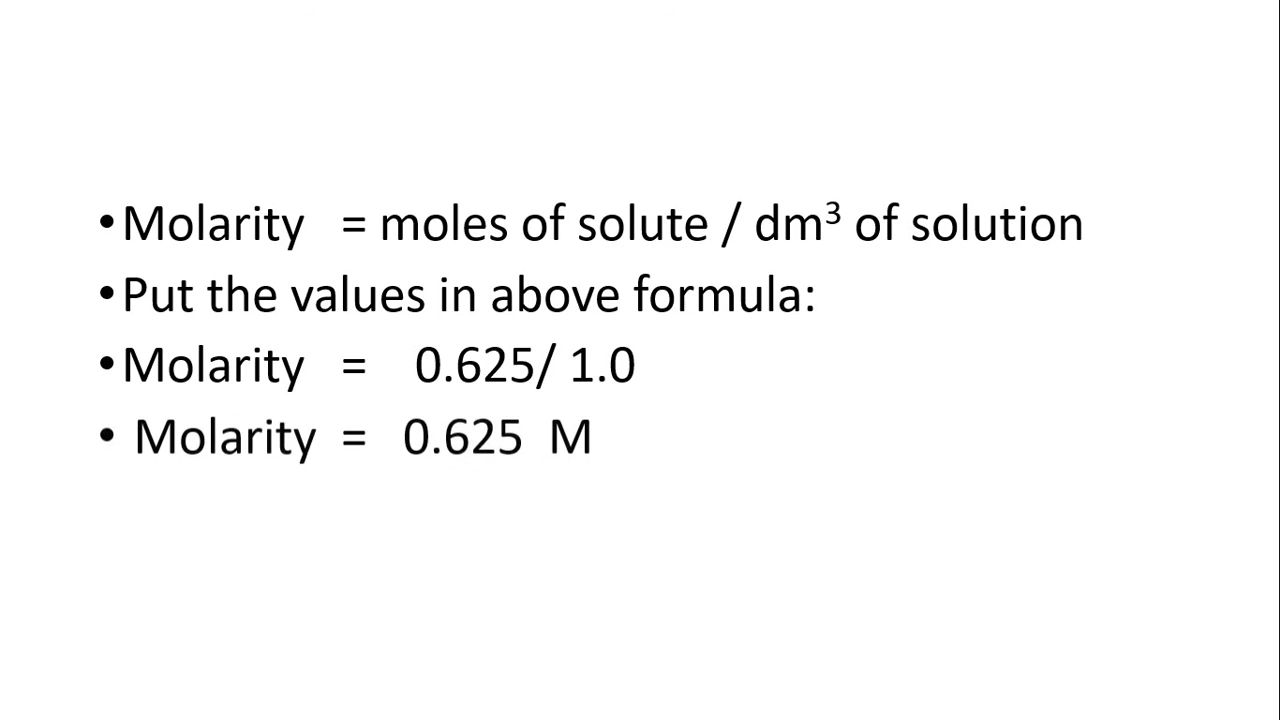 •Molarity = moles of solute / dm³ of solution
•Put the values in above formula:
•Molarity = 0.625/ 1.0
• Molarity = 0.625 M